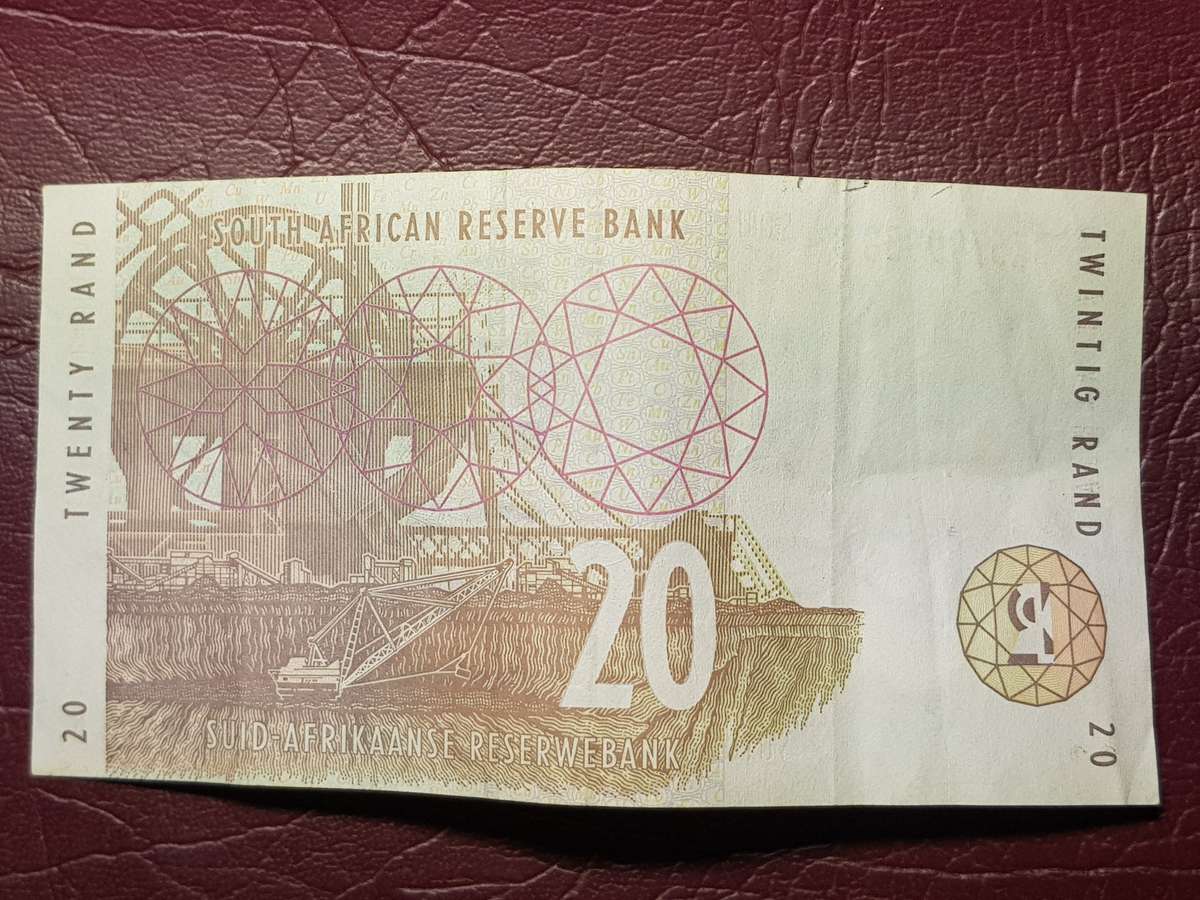 SOUTH AFRICAN RESERVE BANK
TWENTY RAND
20
20
SUID-AFRIKAANSE RESERWEBANK
TWINTIG RAND
20